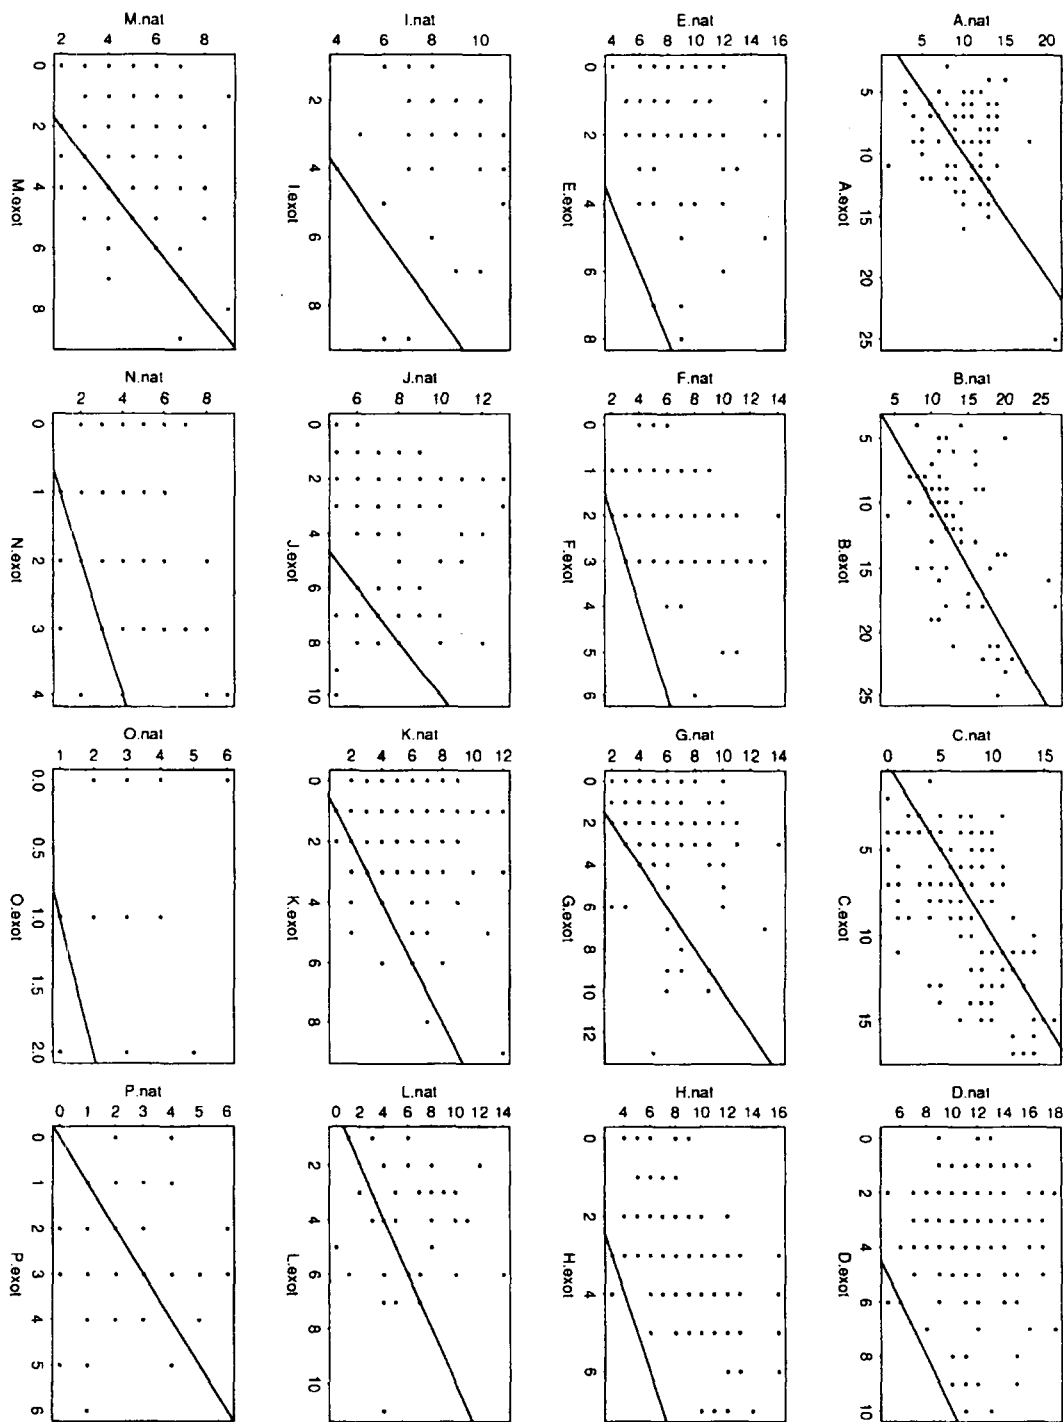 M.nat
2 4 6 8
0 2 4 6 8
M.exot
I.nat
4 6 8 10
2 4 6 8
I.exot
E.nat
4 6 8 10 12 14 16
0 2 4 6 8
E.exot
A.nat
5 10 15 20
5 10 15 20 25
A.exot
N.nat
2 4 6 8
0 1 2 3 4
N.exot
J.nat
6 8 10 12
0 2 4 6 8 10
J.exot
F.nat
2 4 6 8 10 12 14
0 1 2 3 4 5 6
F.exot
B.nat
5 10 15 20 25
5 10 15 20 25
B.exot
O.nat
1 2 3 4 5 6
0.0 0.5 1.0 1.5 2.0
O.exot
K.nat
2 4 6 8 10 12
0 2 4 6 8
K.exot
G.nat
2 4 6 8 10 12 14
0 2 4 6 8 10 12
G.exot
C.nat
0 5 10 15
5 10 15
C.exot
P.nat
0 1 2 3 4 5 6
0 1 2 3 4 5 6
P.exot
L.nat
0 2 4 6 8 10 12 14
2 4 6 8 10
L.exot
H.nat
4 6 8 10 12 14 16
0 2 4 6
H.exot
D.nat
6 8 10 12 14 16 18
0 2 4 6 8 10
D.exot